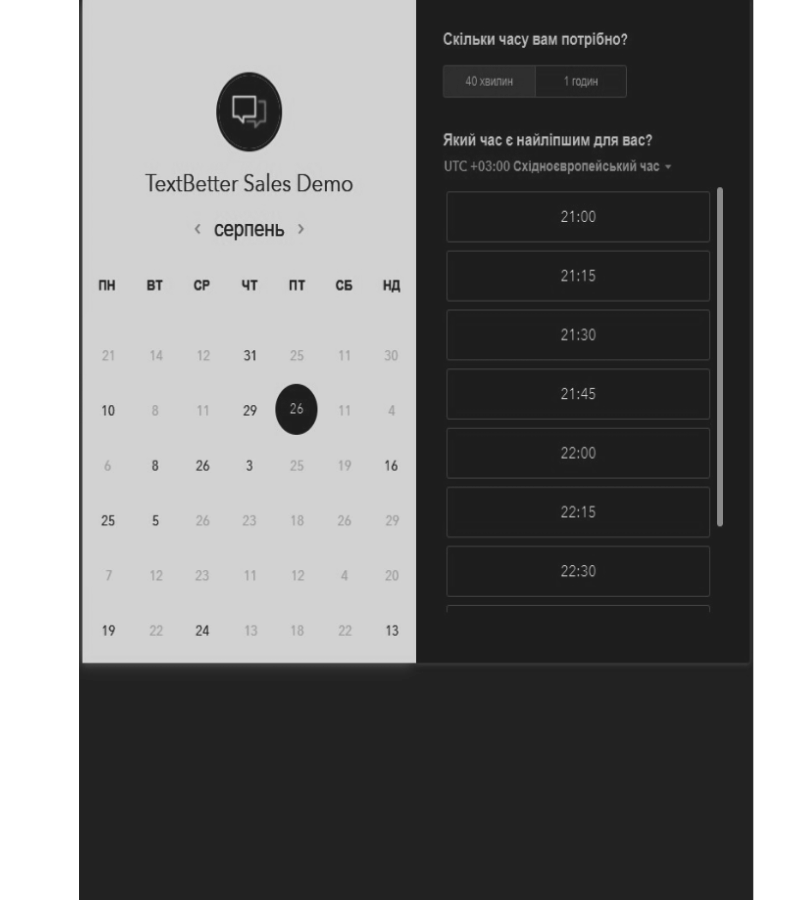 TextBetter Sales Demo
‹ серпень ›
ПН ВТ СР ЧТ ПТ СБ НД
21 14 12 31 25 11 30
10 8 11 29 26 11 4
6 8 26 3 25 19 16
25 5 26 23 18 26 29
7 12 23 11 12 4 20
19 22 24 13 18 22 13
Скільки часу вам потрібно?
40 хвилин 1 годин
Який час є найліпшим для вас?
UTC +03:00 Східноєвропейський час
21:00
21:15
21:30
21:45
22:00
22:15
22:30